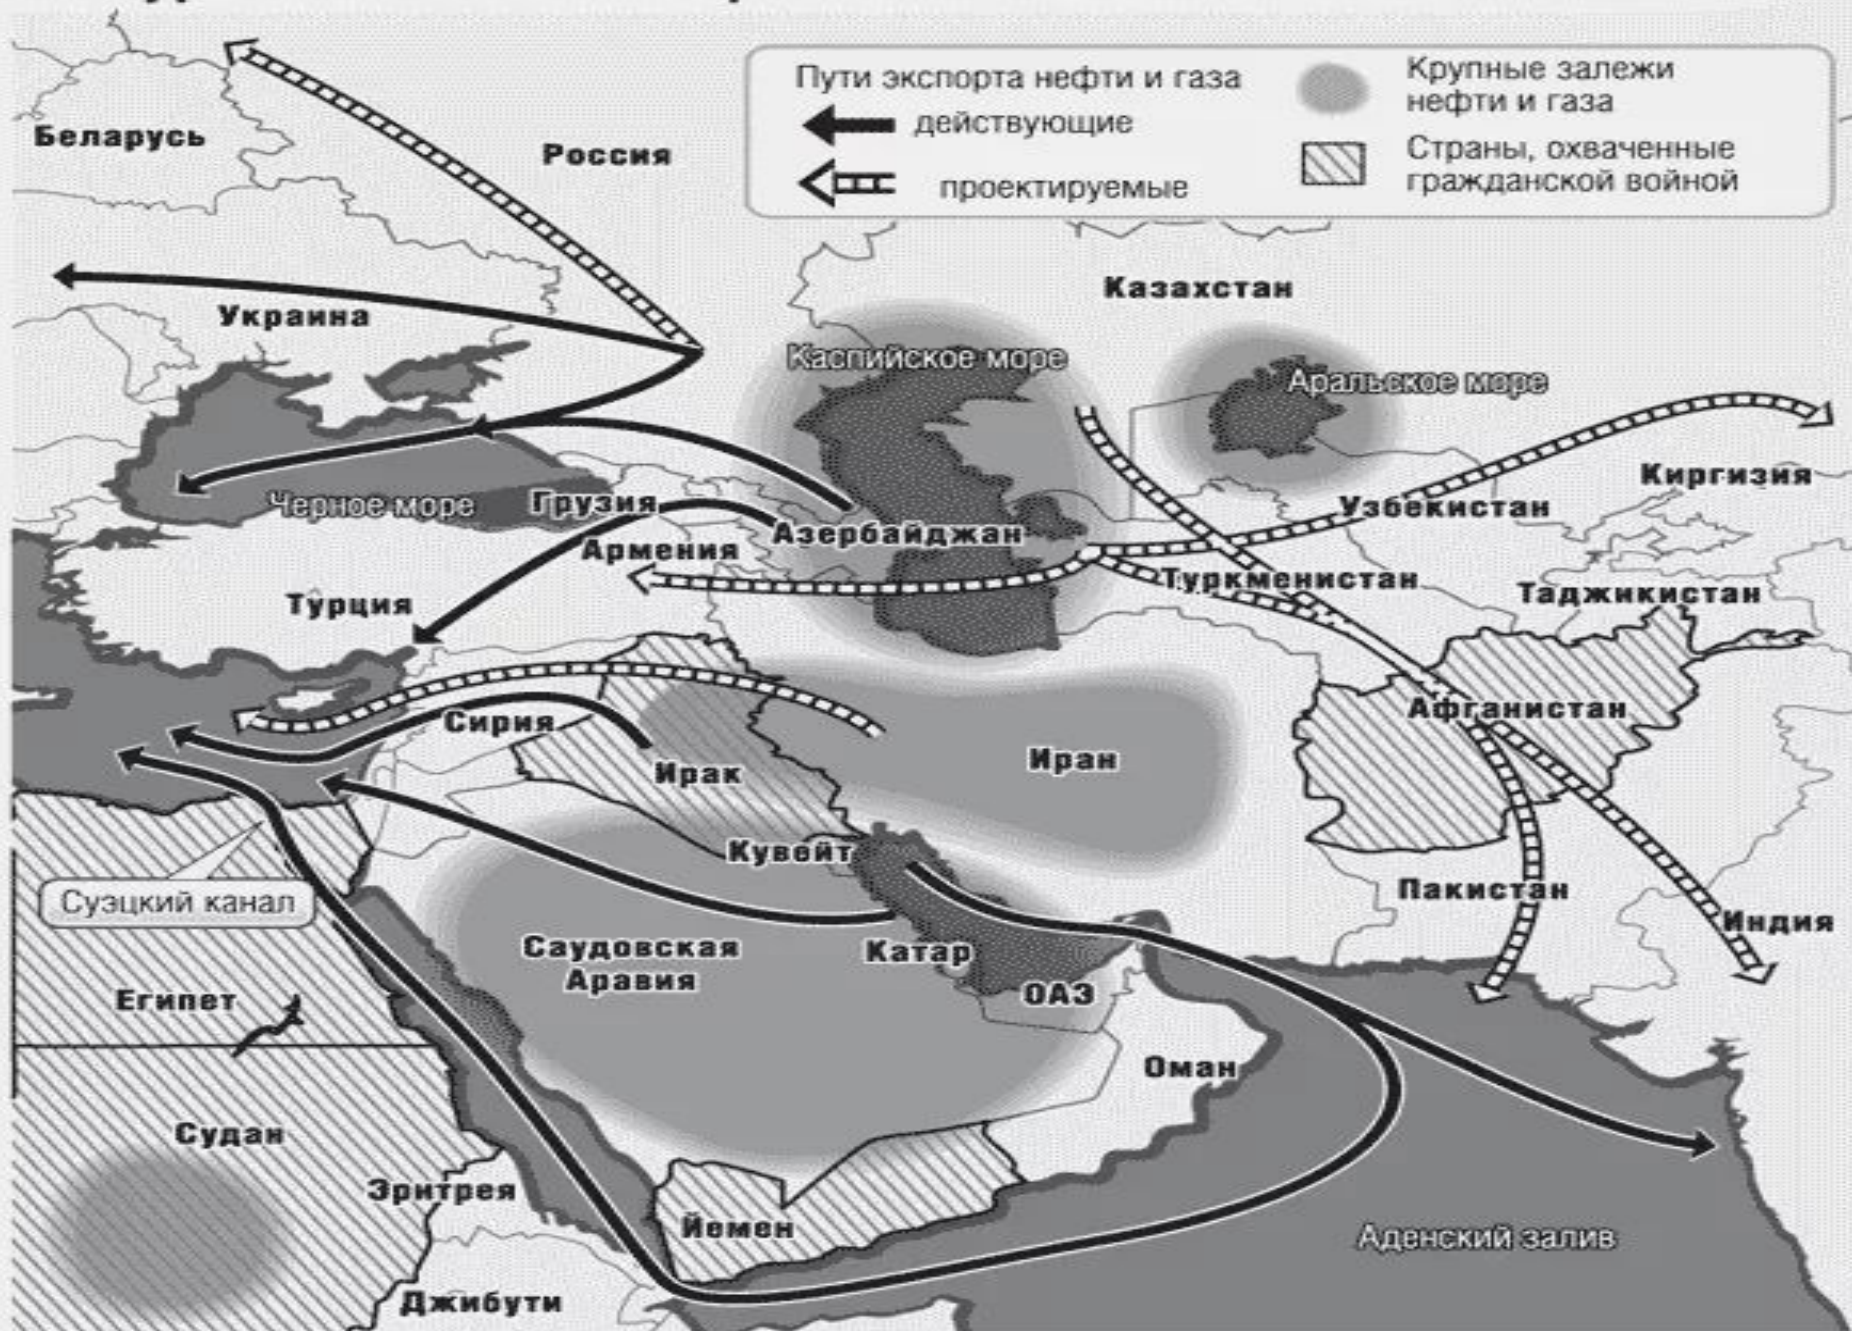 Пути экспорта нефти и газа
действующие
проектируемые
Крупные залежи
нефти и газа
Страны, охваченные
гражданской войной
Беларусь
Россия
Казахстан
Украина
Каспийское море
Аральское море
Киргизия
Черное море
Грузия
Узбекистан
Азербайджан
Армения
Туркменистан
Таджикистан
Турция
Сирия
Афганистан
Ирак
Иран
Кувейт
Пакистан
Суэцкий канал
Индия
Саудовская
Аравия
Катар
ОАЭ
Египет
Оман
Судан
Эритрея
Йемен
Аденский залив
Джибути